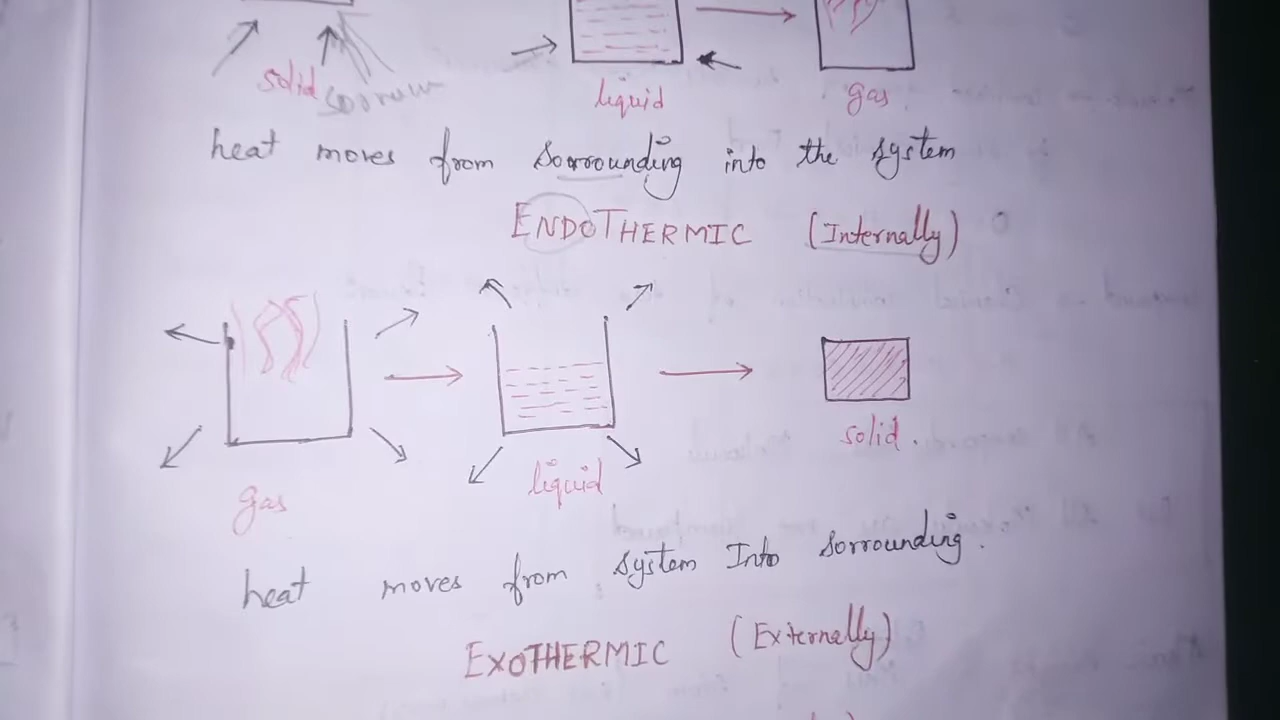 solid
liquid
gas
heat moves from sorrounding into the system
ENDOTHERMIC (Internally)
gas
liquid
solid.
heat moves from system Into sorrounding.
EXOTHERMIC (Externally)